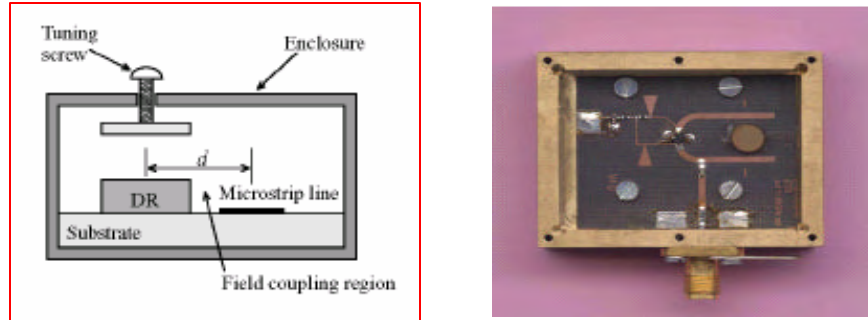 Tuning
screw
Enclosure
d
DR
Microstrip line
Substrate
Field coupling region